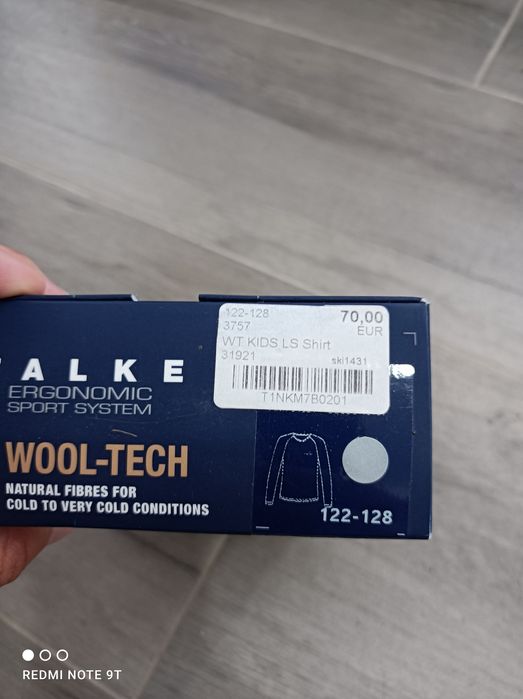 122-128
70,00
3757
EUR
WT KIDS LS Shirt
31921
ski1431
T1NKM7B0201
ALKE
ERGONOMIC
SPORT SYSTEM
WOOL-TECH
NATURAL FIBRES FOR
COLD TO VERY COLD CONDITIONS
122-128
REDMI NOTE 9T